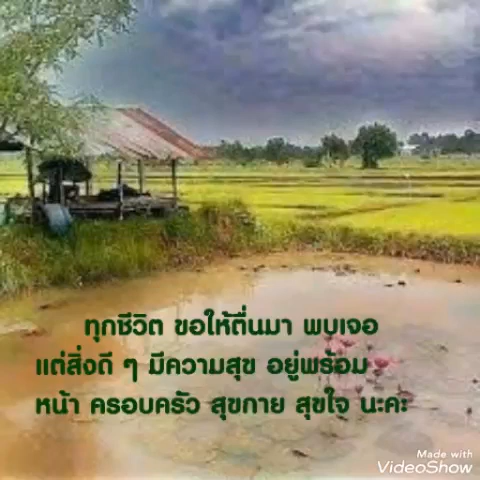 ทุกชีวิต ขอให้ตื่นมา พบเจอ
แต่สิ่งดี ๆ มีความสุข อยู่พร้อม
หน้า ครอบครัว สุขกาย สุขใจ นะคะ
Made with
VideoShow